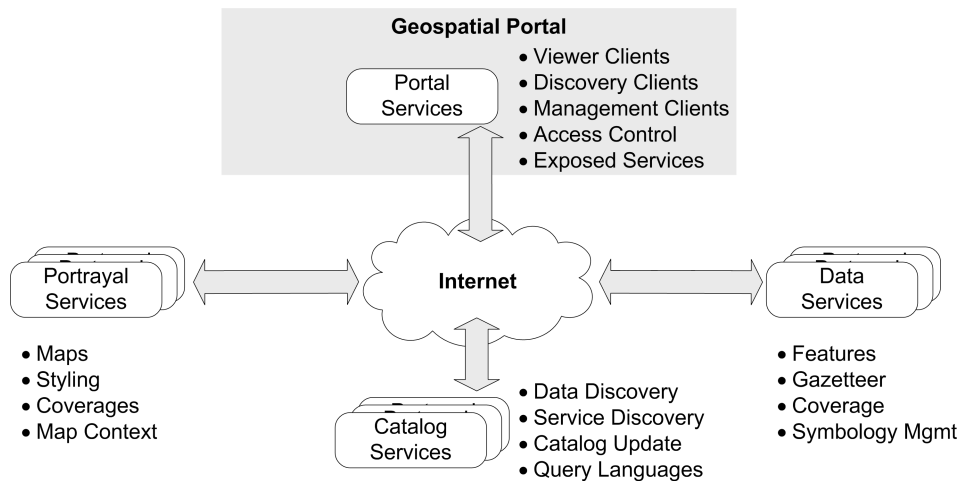 Geospatial Portal
Portal
Services
• Viewer Clients
• Discovery Clients
• Management Clients
• Access Control
• Exposed Services
Portrayal
Services
• Maps
• Styling
• Coverages
• Map Context
Internet
Data
Services
• Features
• Gazetteer
• Coverage
• Symbology Mgmt
Catalog
Services
• Data Discovery
• Service Discovery
• Catalog Update
• Query Languages